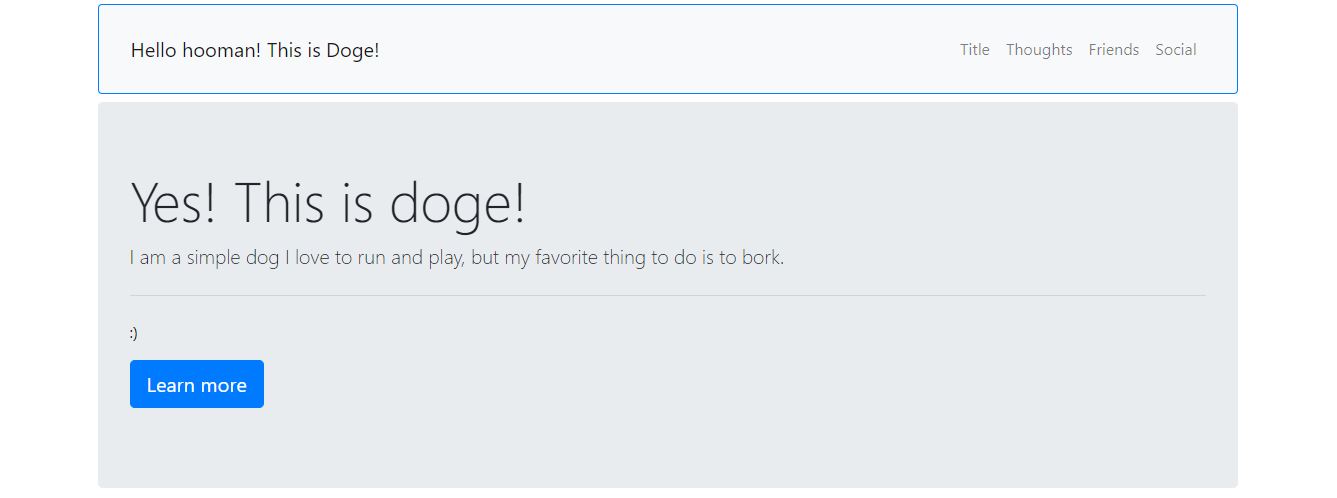 Hello hooman! This is Doge!
Title Thoughts Friends Social
Yes! This is doge!
I am a simple dog I love to run and play, but my favorite thing to do is to bork.
:)
Learn more